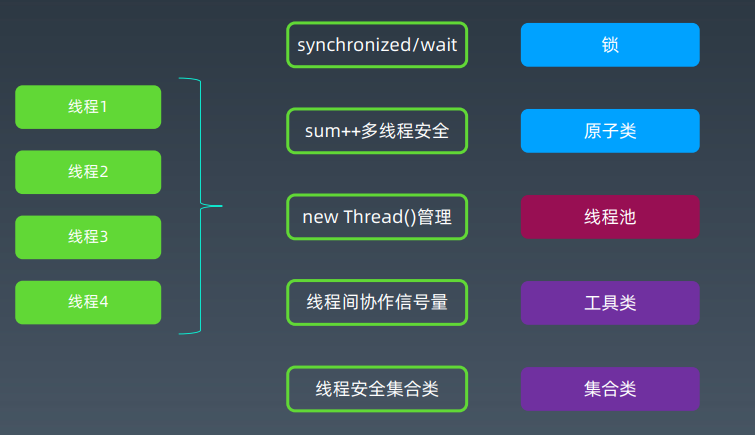 synchronized/wait
锁
线程1
sum++多线程安全
原子类
线程2
new Thread()管理
线程池
线程3
线程4
线程间协作信号量
工具类
线程安全集合类
集合类